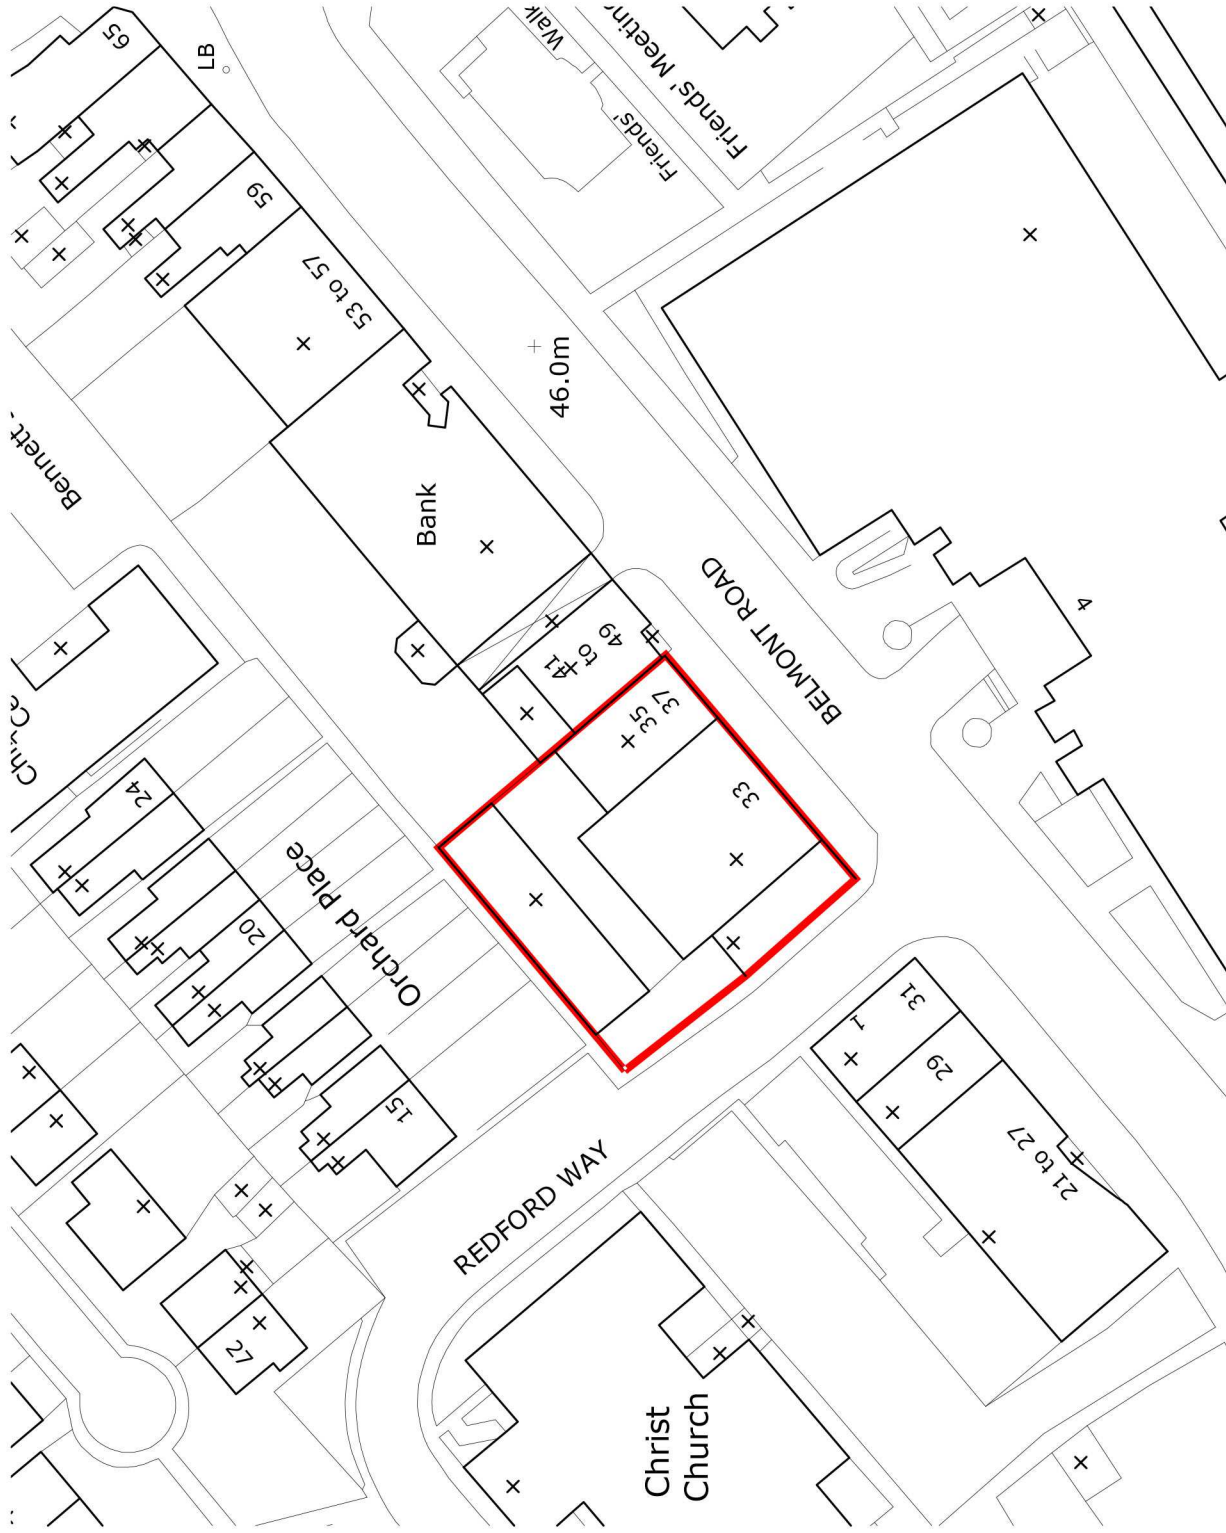 65
LB
Walk
Friends' Meeting
Friends'
59
53 to 57
46.0m
Bennett
Bank
BELMONT ROAD
4
41
to
49
37
35
33
24
Orchard Place
20
15
31
1
29
21 to 27
REDFORD WAY
27
Christ
Church